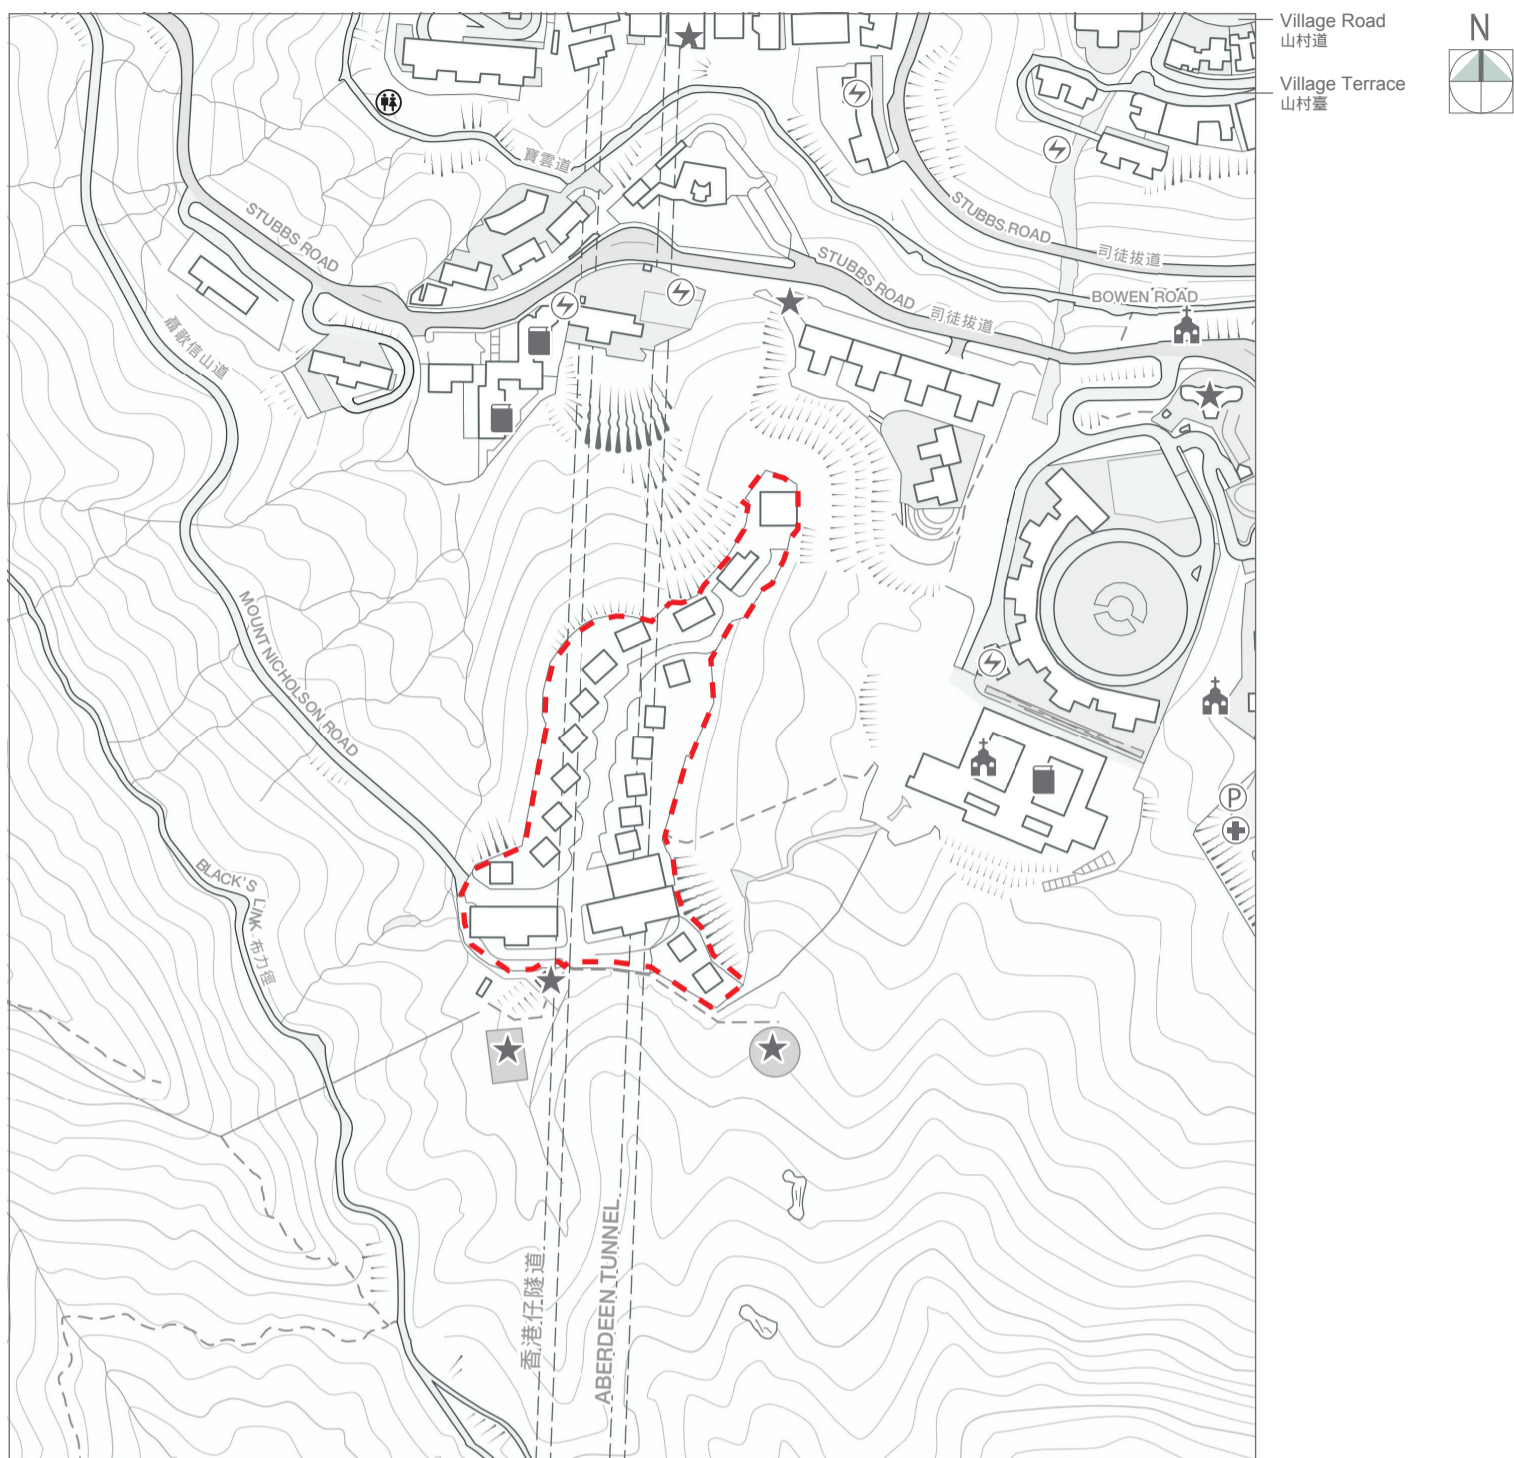 Village Road
山村道
N
Village Terrace
山村臺
寶雲道
STUBBS ROAD
STUBBS ROAD
司徒拔道
STUBBS ROAD
司徒拔道
BOWEN ROAD
聶歌信山道
MOUNT NICHOLSON ROAD
P
BLACK'S LINK 布力徑
香港仔隧道
ABERDEEN TUNNEL